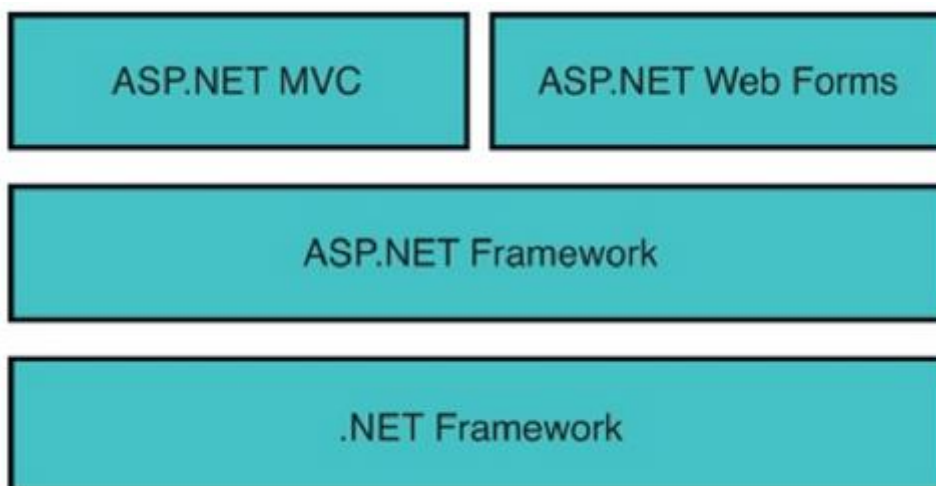 ASP.NET MVC
ASP.NET Web Forms
ASP.NET Framework
.NET Framework